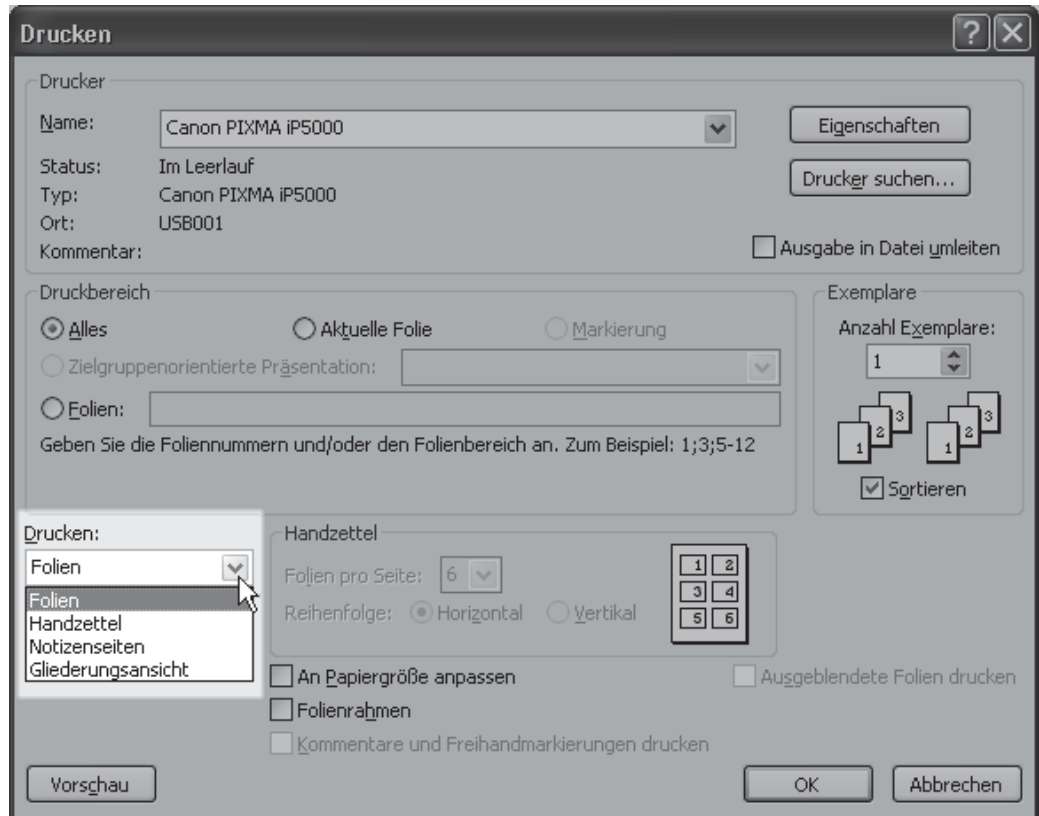 Drucken
Drucker
Name: Canon PIXMA iP5000 Eigenschaften
Status: Im Leerlauf Drucker suchen...
Typ: Canon PIXMA iP5000
Ort: USB001
Kommentar: Ausgabe in Datei umleiten
Druckbereich
Alles Aktuelle Folie Markierung
Zielgruppenorientierte Präsentation:
Folien:
Geben Sie die Foliennummern und/oder den Folienbereich an. Zum Beispiel: 1;3;5-12
Exemplare
Anzahl Exemplare:
1
1 2 3 1 2 3
Sortieren
Drucken:
Folien
Folien
Handzettel
Notizenseiten
Gliederungsansicht
Handzettel
Folien pro Seite: 6
Reihenfolge: Horizontal Vertikal
1 2
3 4
5 6
An Papiergröße anpassen Ausgeblendete Folien drucken
Folienrahmen
Kommentare und Freihandmarkierungen drucken
Vorschau OK Abbrechen